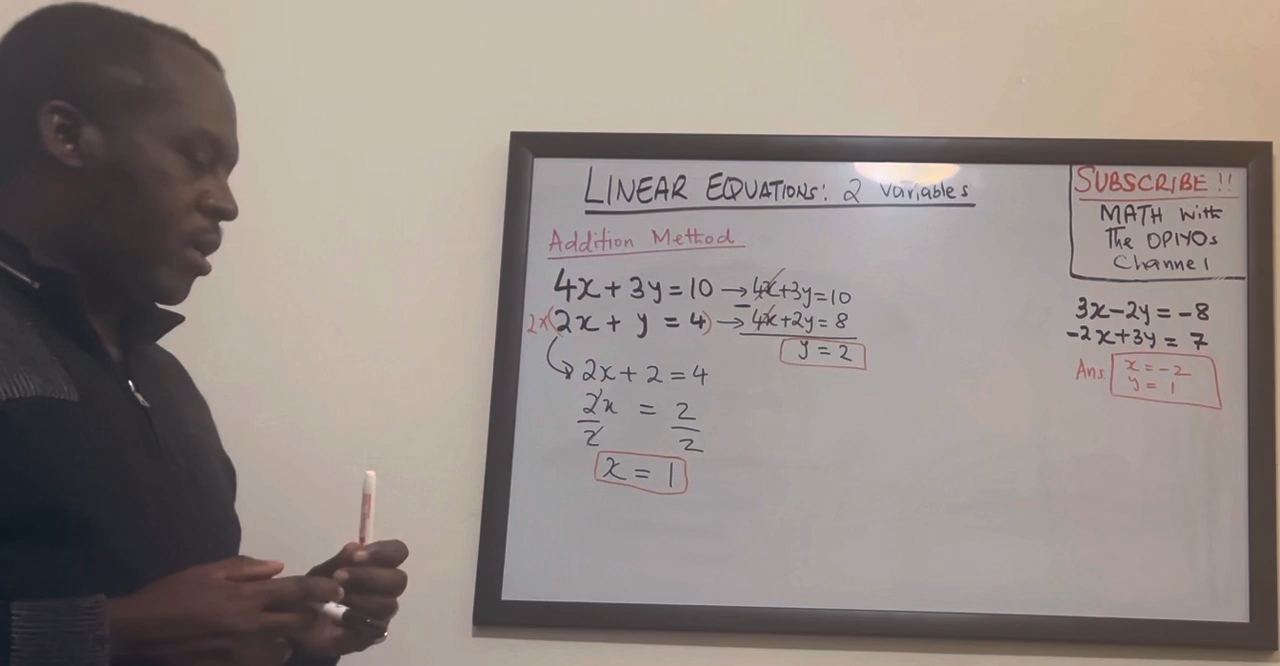 LINEAR EQUATIONS: 2 variables
Addition Method
4x + 3y = 10 → 4x+3y=10
2x(2x + y = 4) → - 4x+2y = 8
y = 2
2x + 2 = 4
2x = 2
2 2
x = 1
SUBSCRIBE!!
MATH with
The OPIYOs
Channel
3x-2y = -8
-2x+3y = 7
Ans: x = -2
y = 1